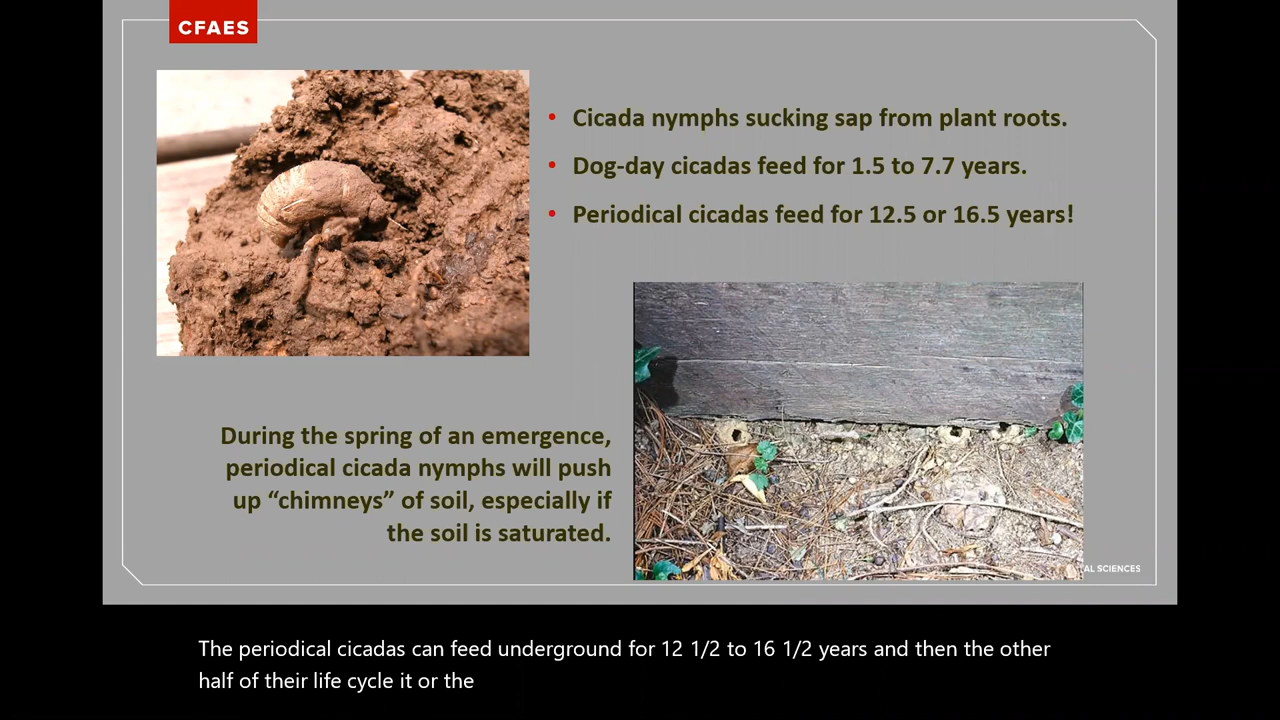 CFAES
• Cicada nymphs sucking sap from plant roots.
• Dog-day cicadas feed for 1.5 to 7.7 years.
• Periodical cicadas feed for 12.5 or 16.5 years!
During the spring of an emergence,
periodical cicada nymphs will push
up “chimneys” of soil, especially if
the soil is saturated.
AL SCIENCES
The periodical cicadas can feed underground for 12 1/2 to 16 1/2 years and then the other
half of their life cycle it or the